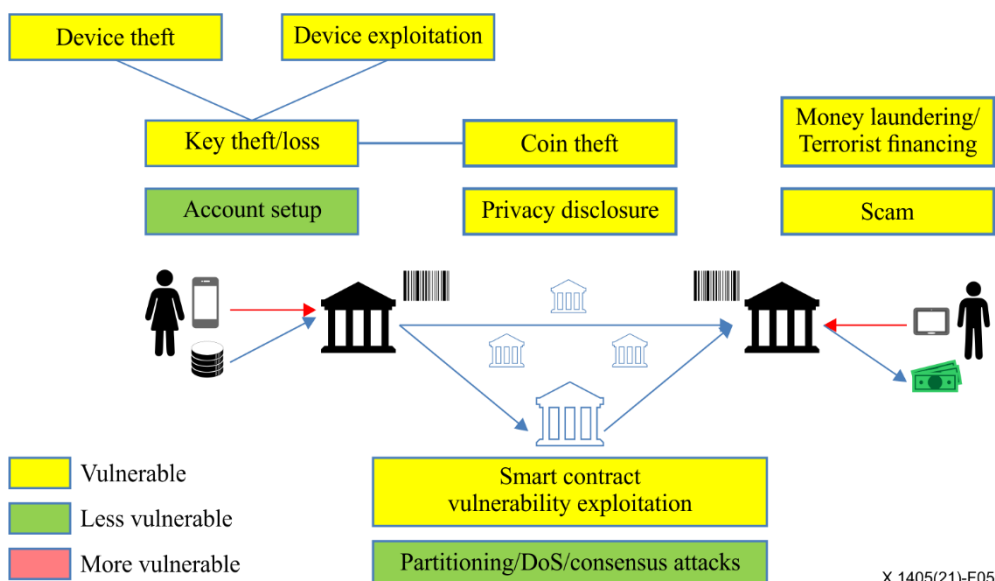 Device theft
Device exploitation
Key theft/loss
Coin theft
Money laundering/
Terrorist financing
Account setup
Privacy disclosure
Scam
Vulnerable
Less vulnerable
More vulnerable
Smart contract
vulnerability exploitation
Partitioning/DoS/consensus attacks
X.1405(21)-F05